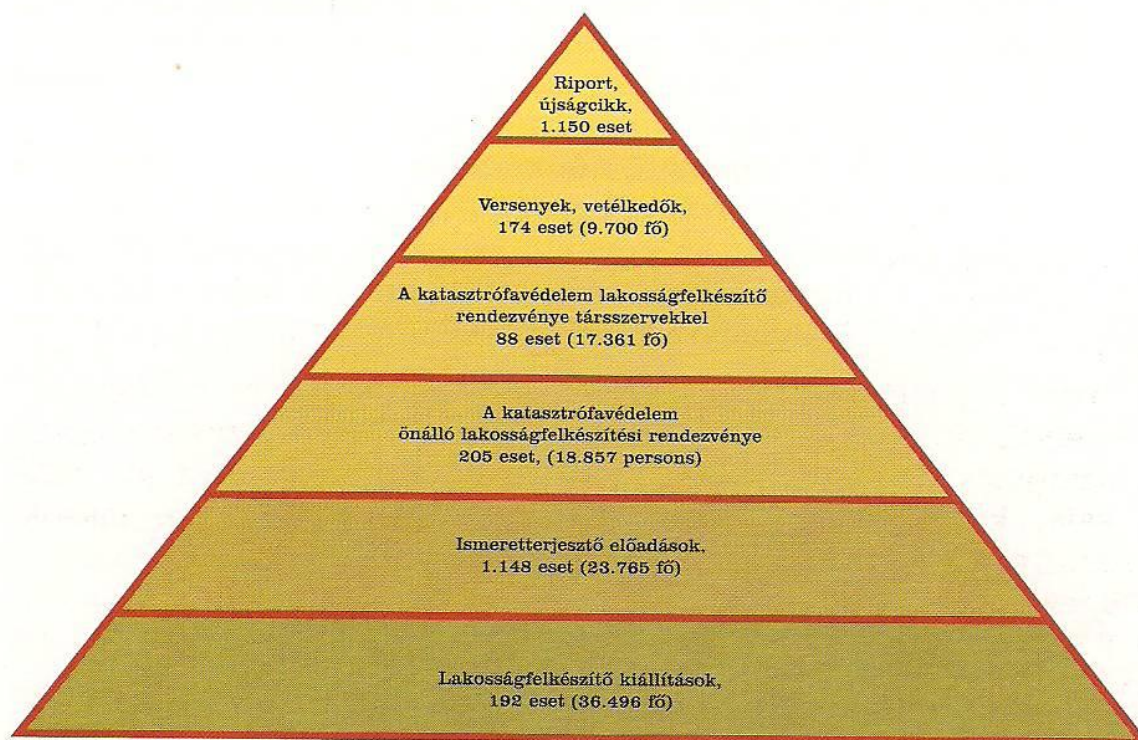 Riport,
újságcikk,
1.150 eset
Versenyek, vetélkedők,
174 eset (9.700 fő)
A katasztrófavédelem lakosságfelkészítő
rendezvénye társszervekkel
88 eset (17.361 fő)
A katasztrófavédelem
önálló lakosságfelkészítési rendezvénye
205 eset, (18.857 persons)
Ismeretterjesztő előadások,
1.148 eset (23.765 fő)
Lakosságfelkészítő kiállítások,
192 eset (36.496 fő)